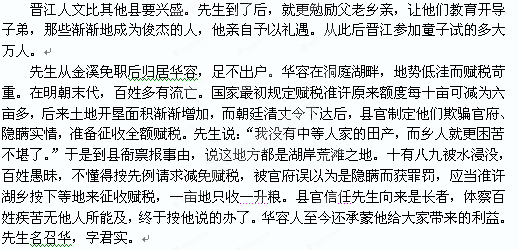 晋江人文比其他县要兴盛。先生到了后，就更勉励父老乡亲，让他们教育开导
子弟，那些渐渐地成为俊杰的人，他亲自予以礼遇。从此后晋江参加童子试的多大
万人。
先生从金溪免职后归居华容，足不出户。华容在洞庭湖畔，地势低洼而赋税苛
重。在明朝末代，百姓多有流亡。国家最初规定赋税准许原来额度每十亩可减为六
亩多，后来土地开垦面积渐渐增加，而朝廷清丈令下达后，县官制定他们欺骗官府、
隐瞒实情，准备征收全额赋税。先生说：“我没有中等人家的田产，而乡人就更困苦
不堪了。”于是到县衙禀报事由，说这地方都是湖岸荒滩之地。十有八九被水浸没，
百姓愚昧，不懂得按先例请求减免赋税，被官府误以为是隐瞒而获罪罚，应当准许
湖乡按下等地来征收赋税，一亩地只收一升粮。县官信任先生向来是长者，体察百
姓疾苦无他人所能及，终于按他说的办了。华容人至今还承蒙他给大家带来的利益。
先生名召华，字君实。